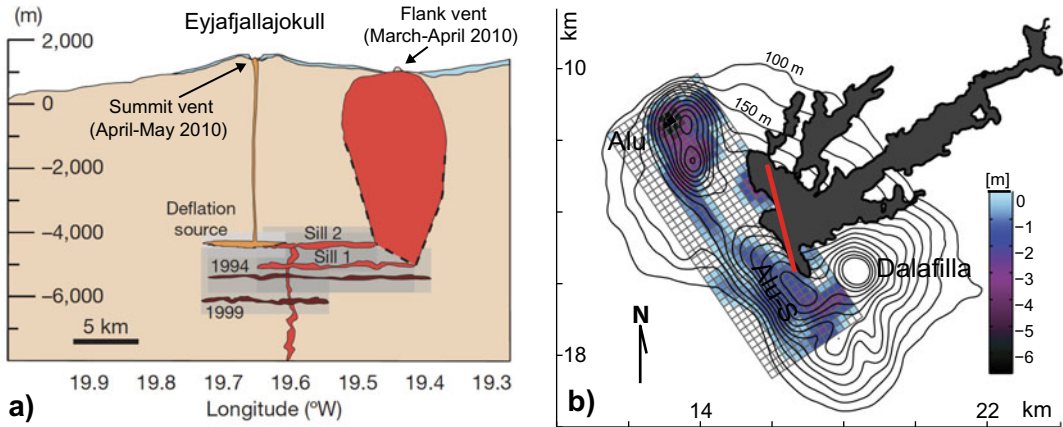 (m)
Eyjafjallajokull
Flank vent
(March-April 2010)
2,000
0
-2,000
-4,000
-6,000
Summit vent
(April-May 2010)
Deflation
source
Sill 2
Sill 1
1994
1999
5 km
19.9
19.8
19.7
19.6
19.5
19.4
19.3
Longitude (ºW)
a)
km
10
18
100 m
150 m
Alu
Alu-S
Dalafilla
[m]
0
-1
-2
-3
-4
-5
-6
N
b)
14
22
km